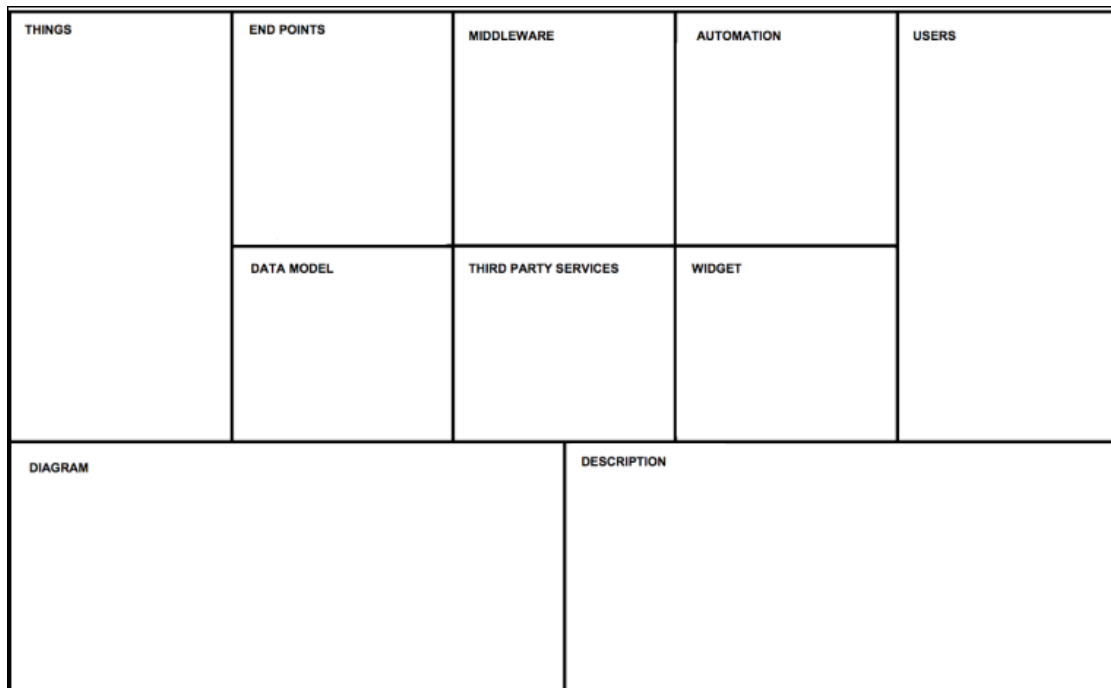 THINGS
END POINTS
MIDDLEWARE
AUTOMATION
USERS
DATA MODEL
THIRD PARTY SERVICES
WIDGET
DIAGRAM
DESCRIPTION